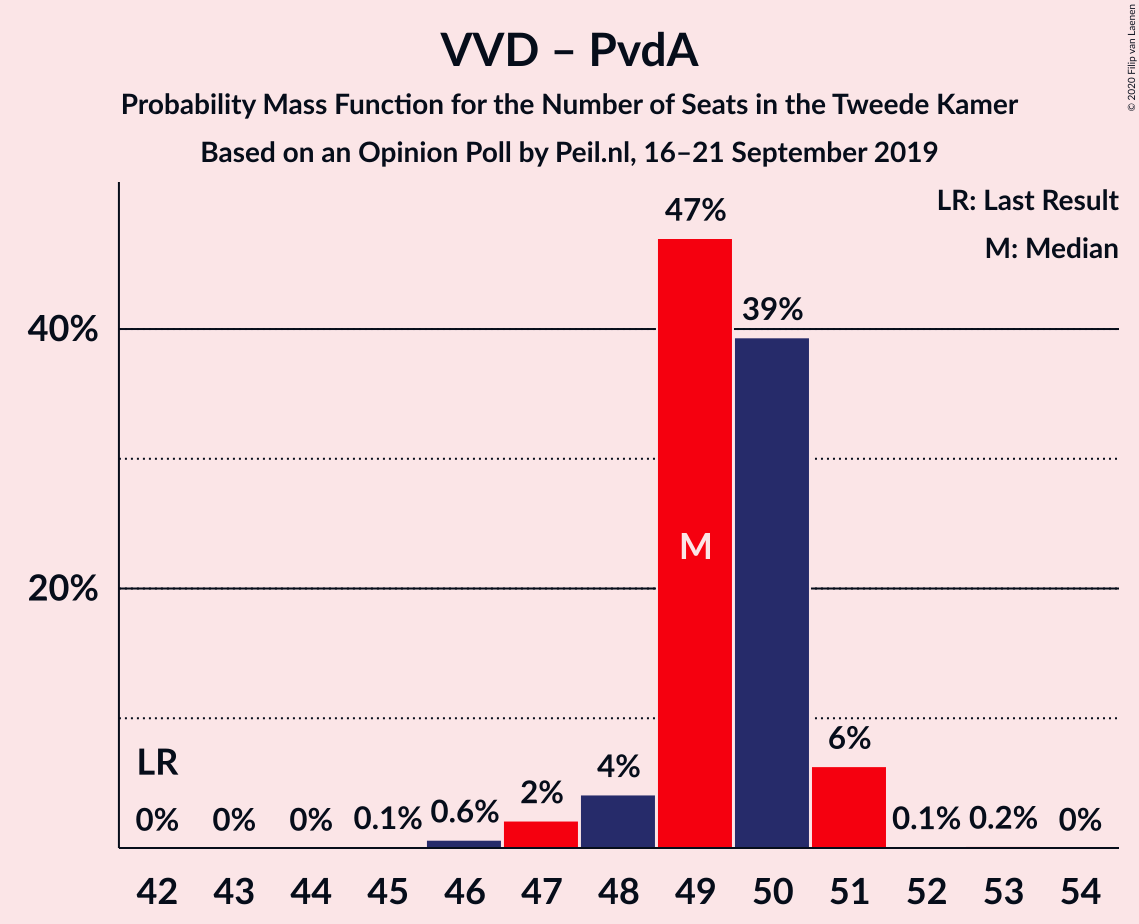 VVD – PvdA
Probability Mass Function for the Number of Seats in the Tweede Kamer
Based on an Opinion Poll by Peil.nl, 16–21 September 2019
© 2020 Filip van Laenen
LR: Last Result
M: Median
47%
39%
40%
M
20%
6%
LR
4%
2%
0% 0% 0% 0.1% 0.6% 0.1% 0.2% 0%
42 43 44 45 46 47 48 49 50 51 52 53 54